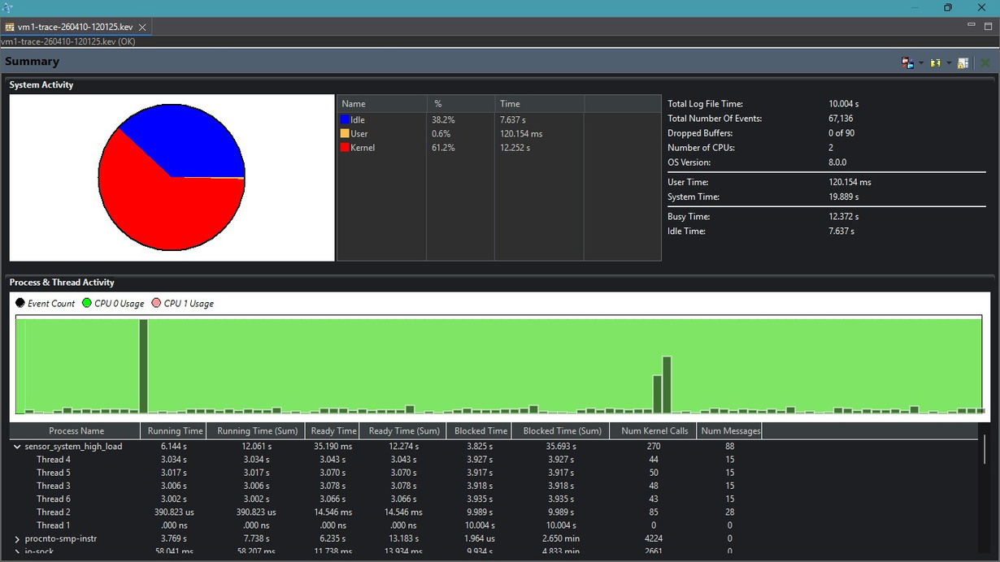 vm1-trace-260410-120125.kev
vm1-trace-260410-120125.kev (OK)
Summary
System Activity
Name % Time
Idle 38.2% 7.637 s
User 0.6% 120.154 ms
Kernel 61.2% 12.252 s
Total Log File Time: 10.004 s
Total Number Of Events: 67,136
Dropped Buffers: 0 of 90
Number of CPUs: 2
OS Version: 8.0.0
User Time: 120.154 ms
System Time: 19.889 s
Busy Time: 12.372 s
Idle Time: 7.637 s
Process & Thread Activity
Event Count CPU 0 Usage CPU 1 Usage
Process Name Running Time Running Time (Sum) Ready Time Ready Time (Sum) Blocked Time Blocked Time (Sum) Num Kernel Calls Num Messages
sensor_system_high_load 6.144 s 12.061 s 35.190 ms 12.274 s 3.825 s 35.693 s 270 88
Thread 4 3.034 s 3.034 s 3.043 s 3.043 s 3.927 s 3.927 s 44 15
Thread 5 3.017 s 3.017 s 3.070 s 3.070 s 3.917 s 3.917 s 50 15
Thread 3 3.006 s 3.006 s 3.078 s 3.078 s 3.918 s 3.918 s 48 15
Thread 6 3.002 s 3.002 s 3.066 s 3.066 s 3.935 s 3.935 s 43 15
Thread 2 390.823 us 390.823 us 14.546 ms 14.546 ms 9.989 s 9.989 s 85 28
Thread 1 .000 ns .000 ns .000 ns .000 ns 10.004 s 10.004 s 0 0
procnto-smp-instr 3.769 s 7.738 s 6.235 s 13.183 s 1.964 us 2.650 min 4224 0
io-sock 58.041 ms 58.207 ms 11.738 ms 13.934 ms 9.934 s 4.833 min 2661 0